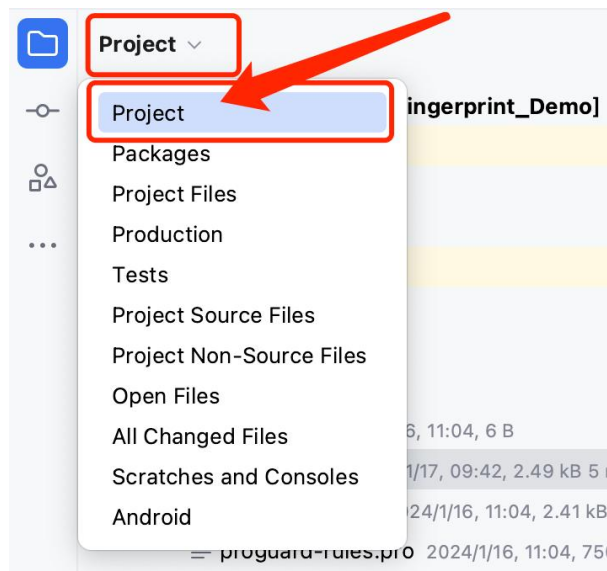 Project
Project
ingerprint_Demo]
Packages
Project Files
Production
Tests
Project Source Files
Project Non-Source Files
Open Files
All Changed Files
6, 11:04, 6 B
Scratches and Consoles
1/17, 09:42, 2.49 kB 5
Android
24/1/16, 11:04, 2.41 kB
proguard-rules.pro 2024/1/16, 11:04, 75